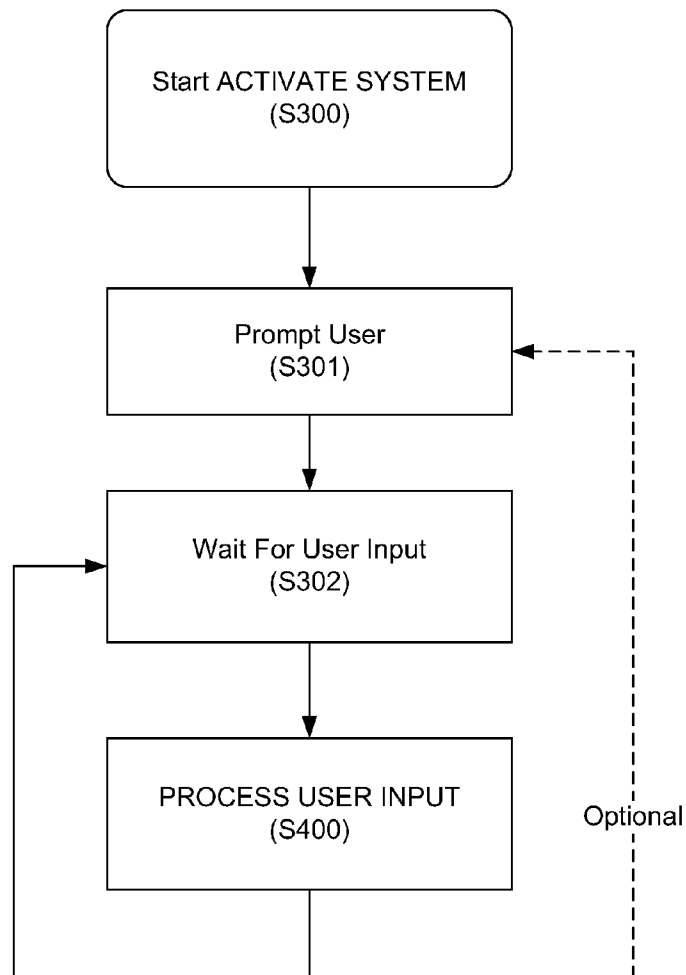 Start ACTIVATE SYSTEM
(S300)
Prompt User
(S301)
Wait For User Input
(S302)
PROCESS USER INPUT
(S400)
Optional